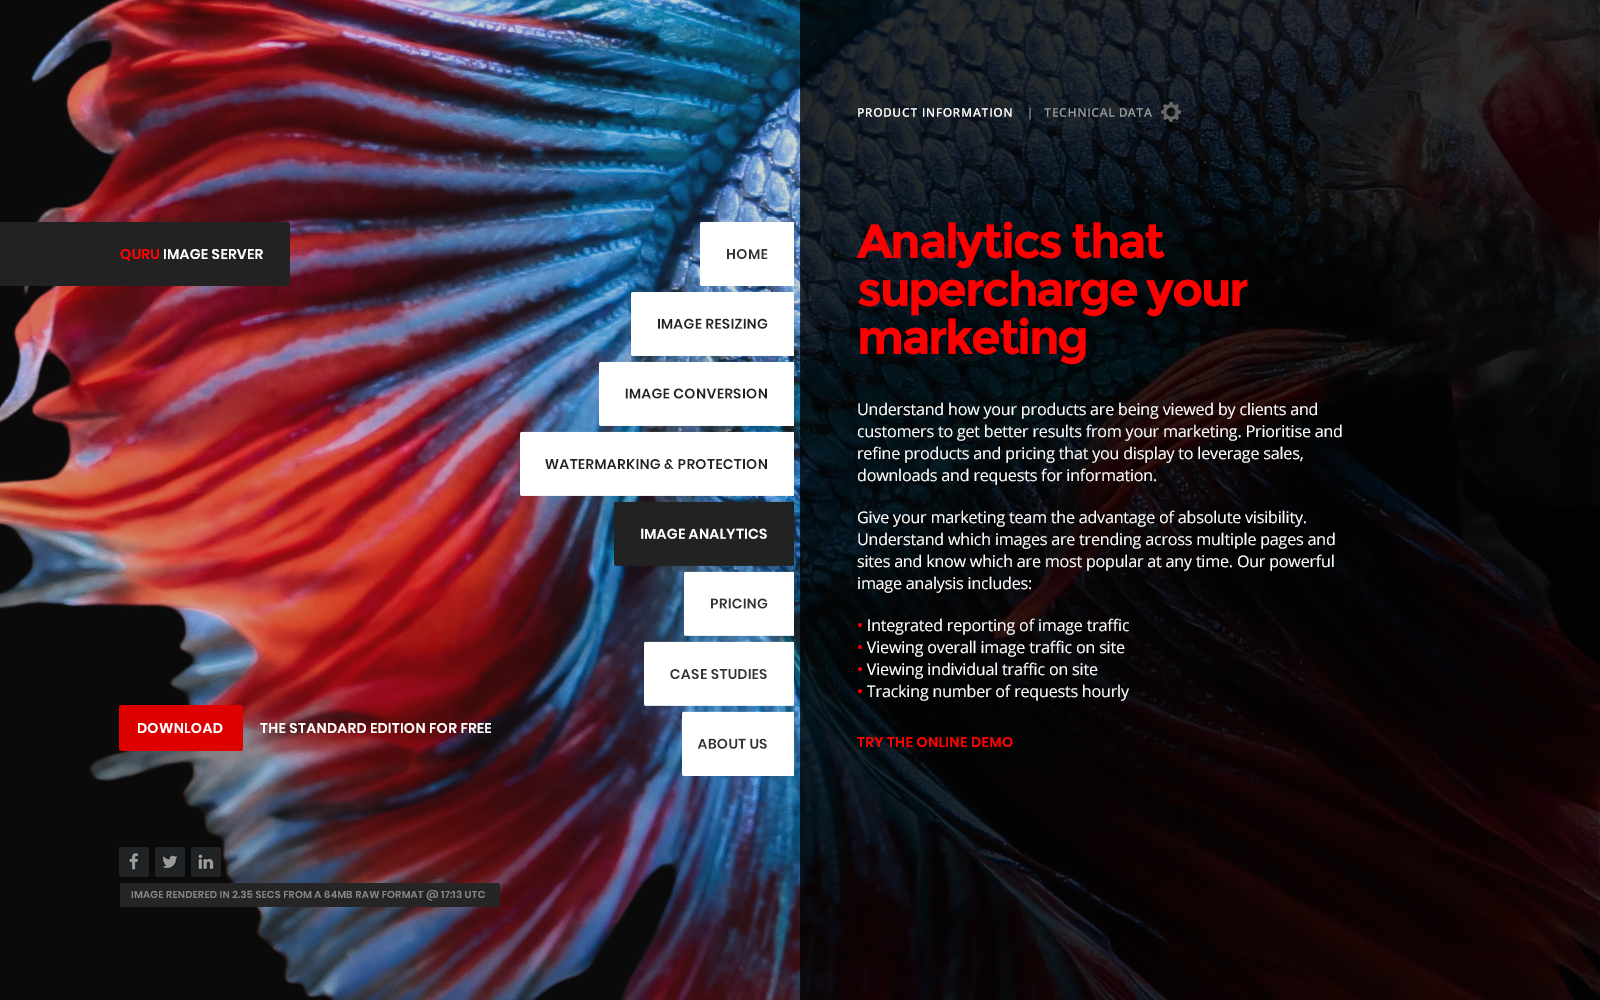 QURU IMAGE SERVER
HOME
IMAGE RESIZING
IMAGE CONVERSION
WATERMARKING & PROTECTION
IMAGE ANALYTICS
PRICING
CASE STUDIES
ABOUT US
DOWNLOAD THE STANDARD EDITION FOR FREE
IMAGE RENDERED IN 2.35 SECS FROM A 64MB RAW FORMAT @ 17:13 UTC
PRODUCT INFORMATION | TECHNICAL DATA
Analytics that
supercharge your
marketing
Understand how your products are being viewed by clients and
customers to get better results from your marketing. Prioritise and
refine products and pricing that you display to leverage sales,
downloads and requests for information.
Give your marketing team the advantage of absolute visibility.
Understand which images are trending across multiple pages and
sites and know which are most popular at any time. Our powerful
image analysis includes:
• Integrated reporting of image traffic
• Viewing overall image traffic on site
• Viewing individual traffic on site
• Tracking number of requests hourly
TRY THE ONLINE DEMO